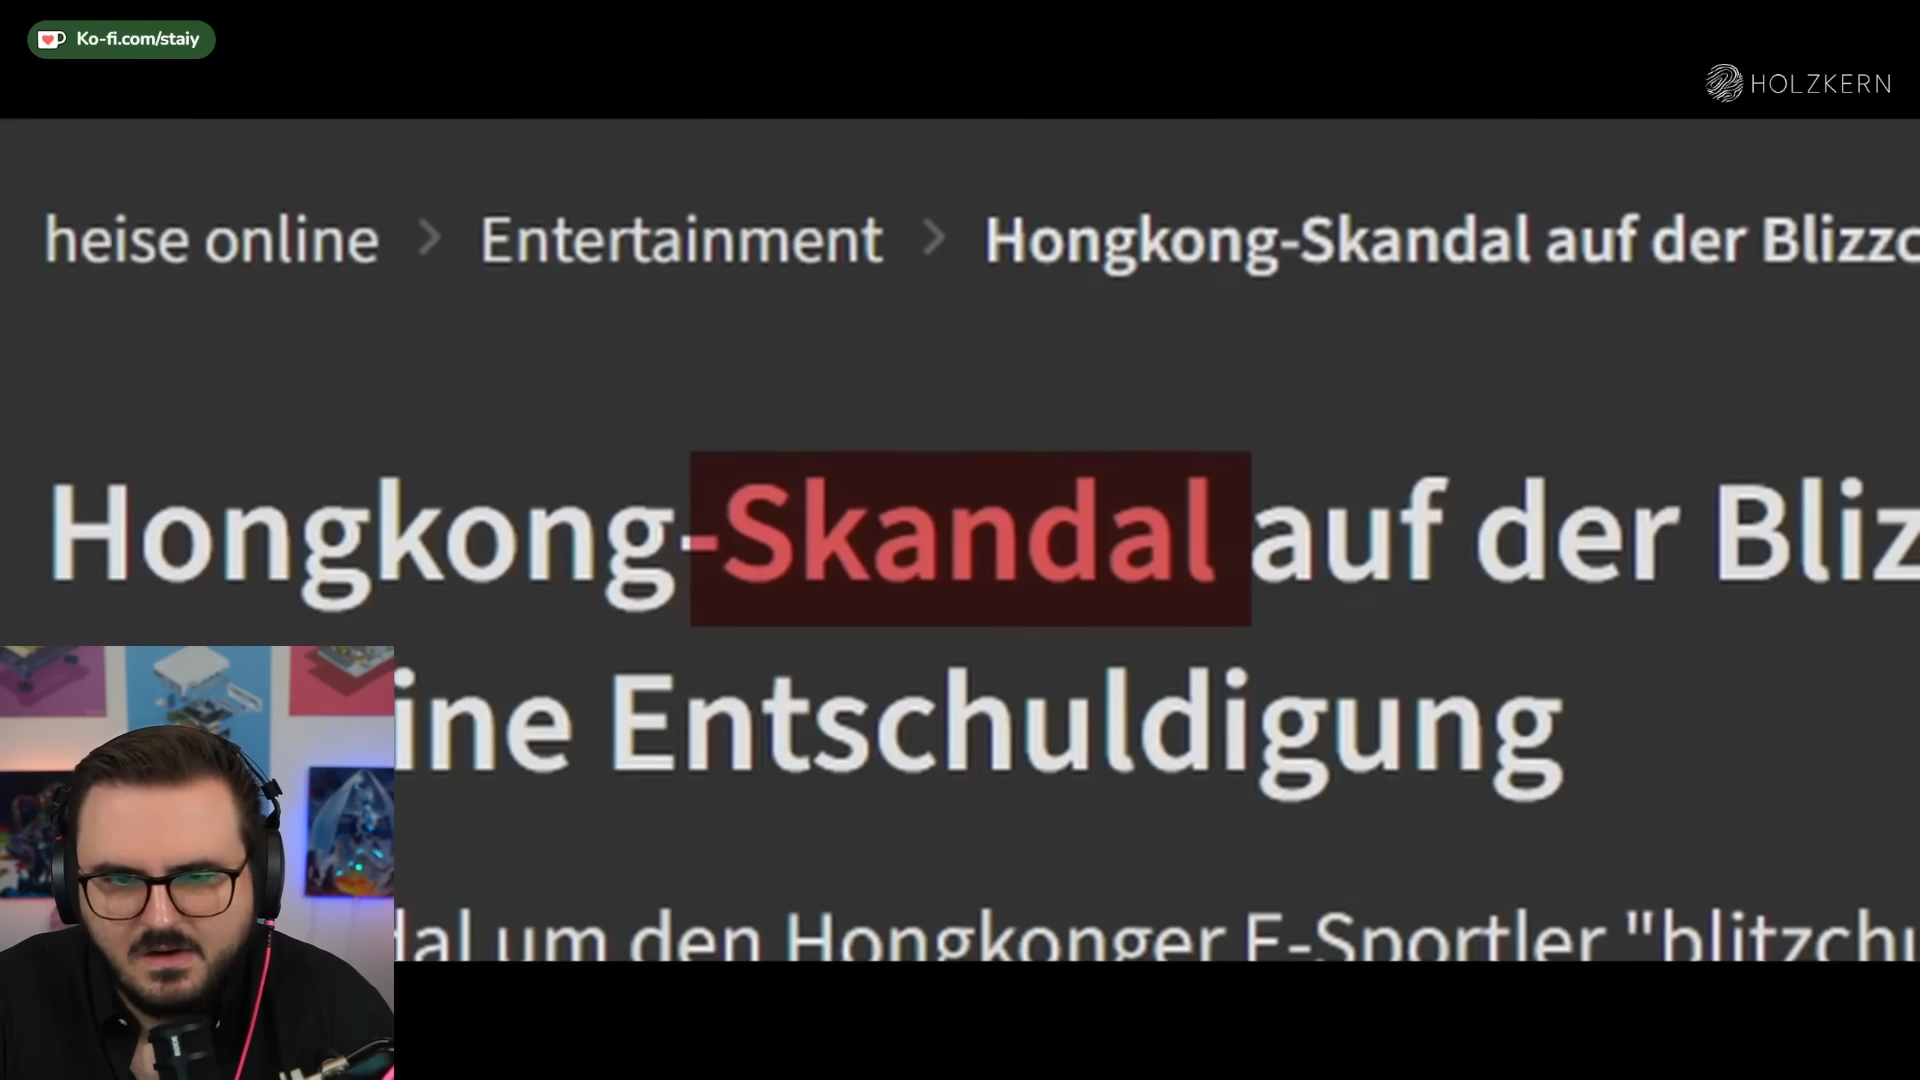 Ko-fi.com/staiy
HOLZKERN
heise online > Entertainment > Hongkong-Skandal auf der Blizzc
Hongkong-Skandal auf der Bliz
ine Entschuldigung
dal um den Hongkonger E-Sportler "blitzchu